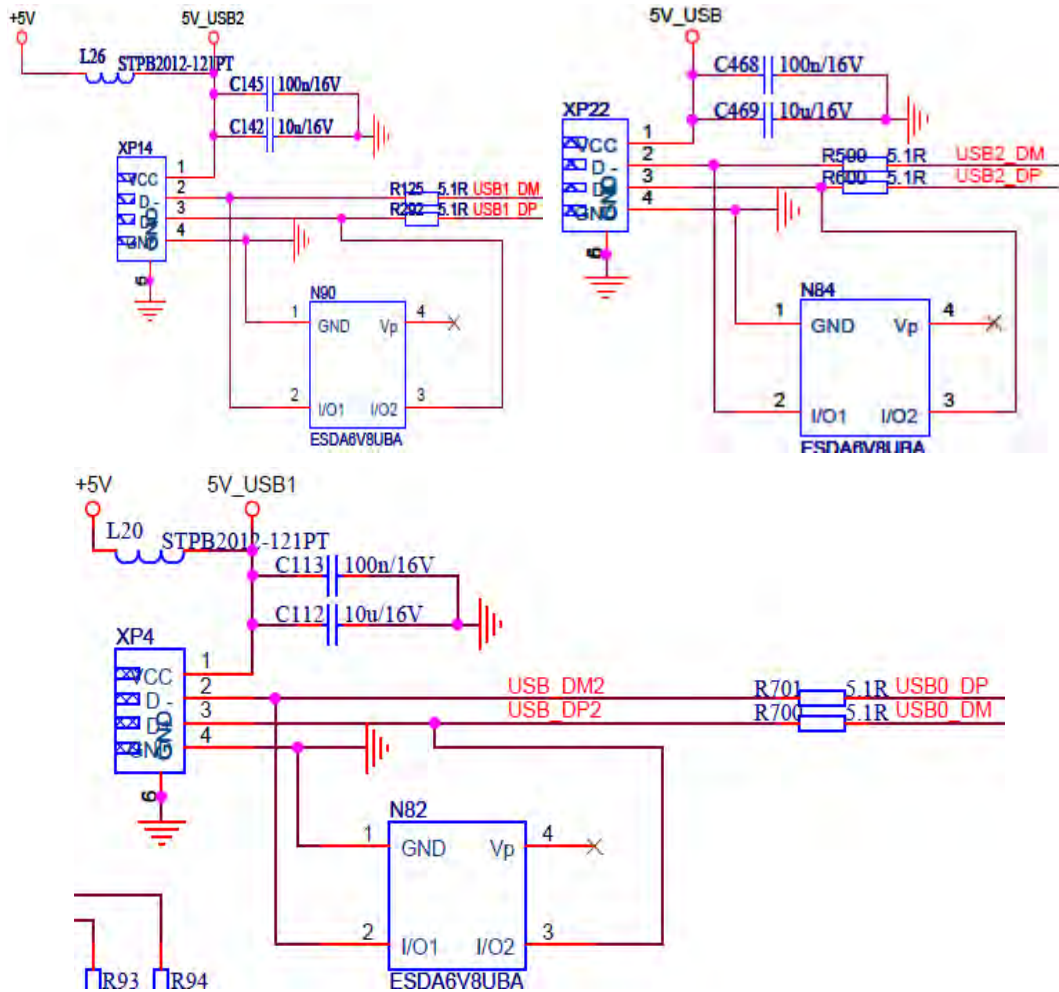 +5V
5V_USB2
L26
STPB2012-121PT
C145
100n/16V
C142
10u/16V
XP14
VCC
1
D -
2
D
3
GND
4
GND
6
R125
5.1R
USB1_DM
R292
5.1R
USB1_DP
N90
1
GND
Vp
4
2
I/O1
I/O2
3
ESDA6V8UBA
5V_USB
C468
100n/16V
C469
10u/16V
XP22
VCC
1
D -
2
D
3
GND
4
GND
6
5.1R
USB2_DM
R600
5.1R
USB2_DP
N84
1
GND
Vp
4
2
I/O1
I/O2
3
ESDA6V8UBA
+5V
5V_USB1
L20
STPB2012-121PT
C113
100n/16V
C112
10u/16V
XP4
VCC
1
D -
2
D
3
GND
4
GND
6
USB_DM2
R701
5.1R
USB0_DP
USB_DP2
R700
5.1R
USB0_DM
N82
1
GND
Vp
4
2
I/O1
I/O2
3
ESDA6V8UBA
R93
R94